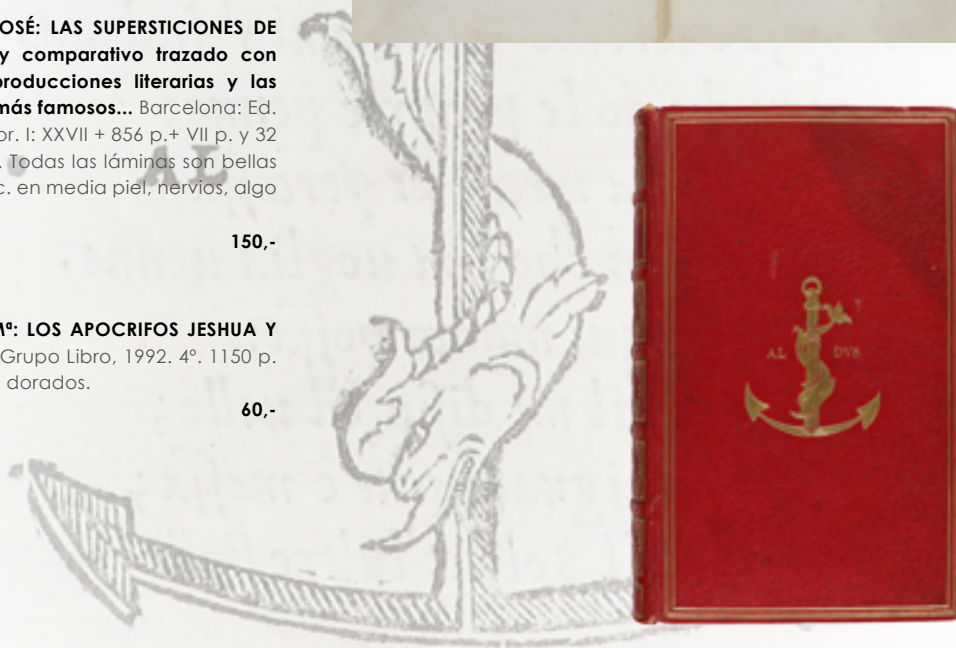 OSÉ: LAS SUPERSTICIONES DE
y comparativo trazado con
producciones literarias y las
más famosos... Barcelona: Ed.
or. I: XXVII + 856 p.+ VII p. y 32
. Todas las láminas son bellas
c. en media piel, nervios, algo
150,-
Mª: LOS APOCRIFOS JESHUA Y
Grupo Libro, 1992. 4º. 1150 p.
dorados.
60,-
AL
AL DVS